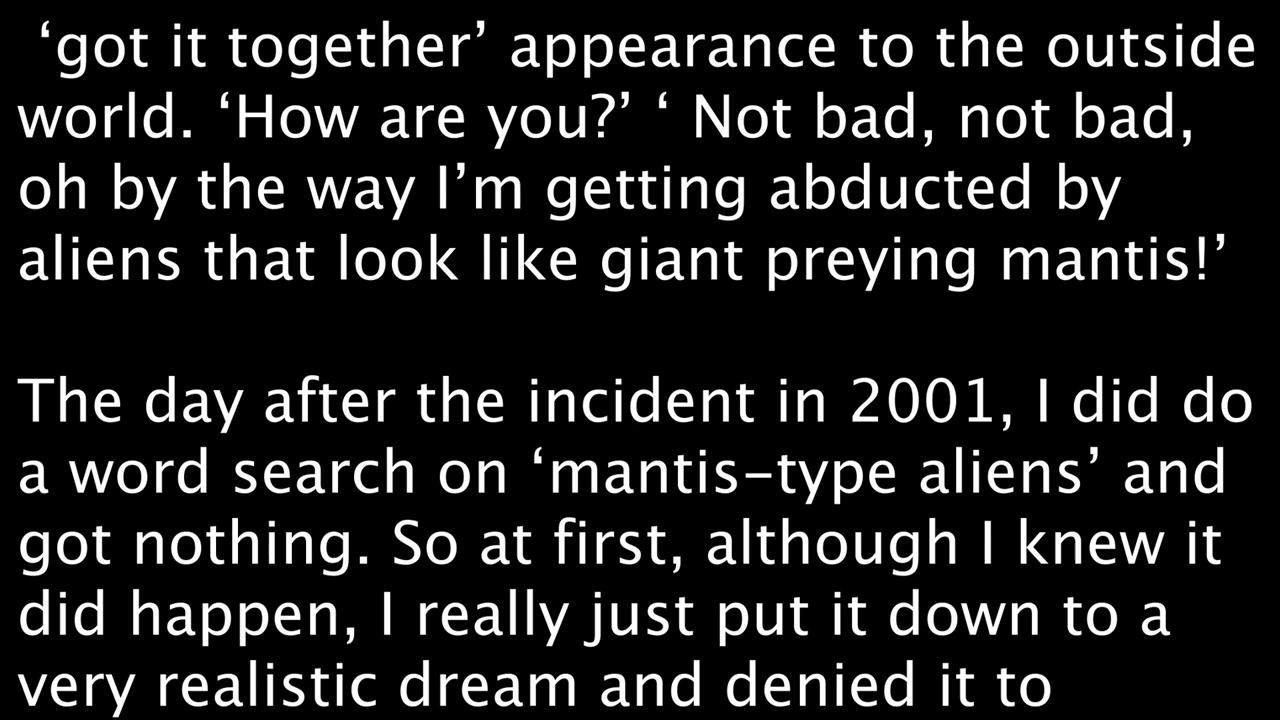 ‘got it together’ appearance to the outside
world. ‘How are you?’ ‘ Not bad, not bad,
oh by the way I’m getting abducted by
aliens that look like giant preying mantis!’
The day after the incident in 2001, I did do
a word search on ‘mantis-type aliens’ and
got nothing. So at first, although I knew it
did happen, I really just put it down to a
very realistic dream and denied it to